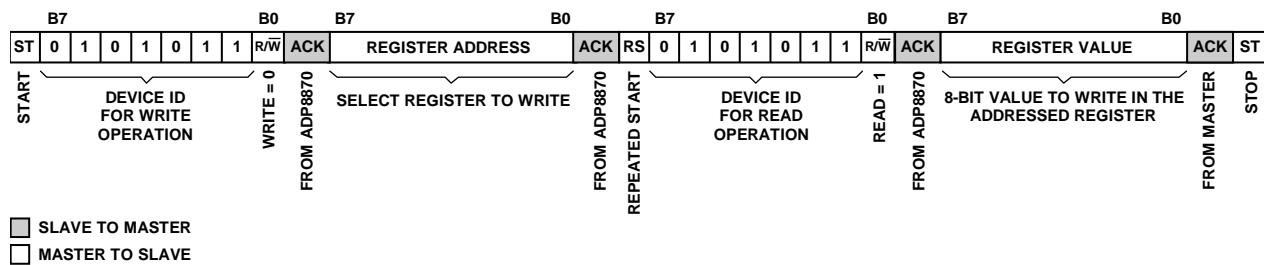 B7 B0 B7 B0 B7 B0 B7 B0
ST 0 1 0 1 0 1 1 R/W̅ ACK REGISTER ADDRESS ACK RS 0 1 0 1 0 1 1 R/W̅ ACK REGISTER VALUE ACK ST
START
DEVICE ID
FOR WRITE
OPERATION
WRITE = 0
FROM ADP8870
SELECT REGISTER TO WRITE
FROM ADP8870
REPEATED START
DEVICE ID
FOR READ
OPERATION
READ = 1
FROM ADP8870
8-BIT VALUE TO WRITE IN THE
ADDRESSED REGISTER
FROM MASTER
STOP
SLAVE TO MASTER
MASTER TO SLAVE